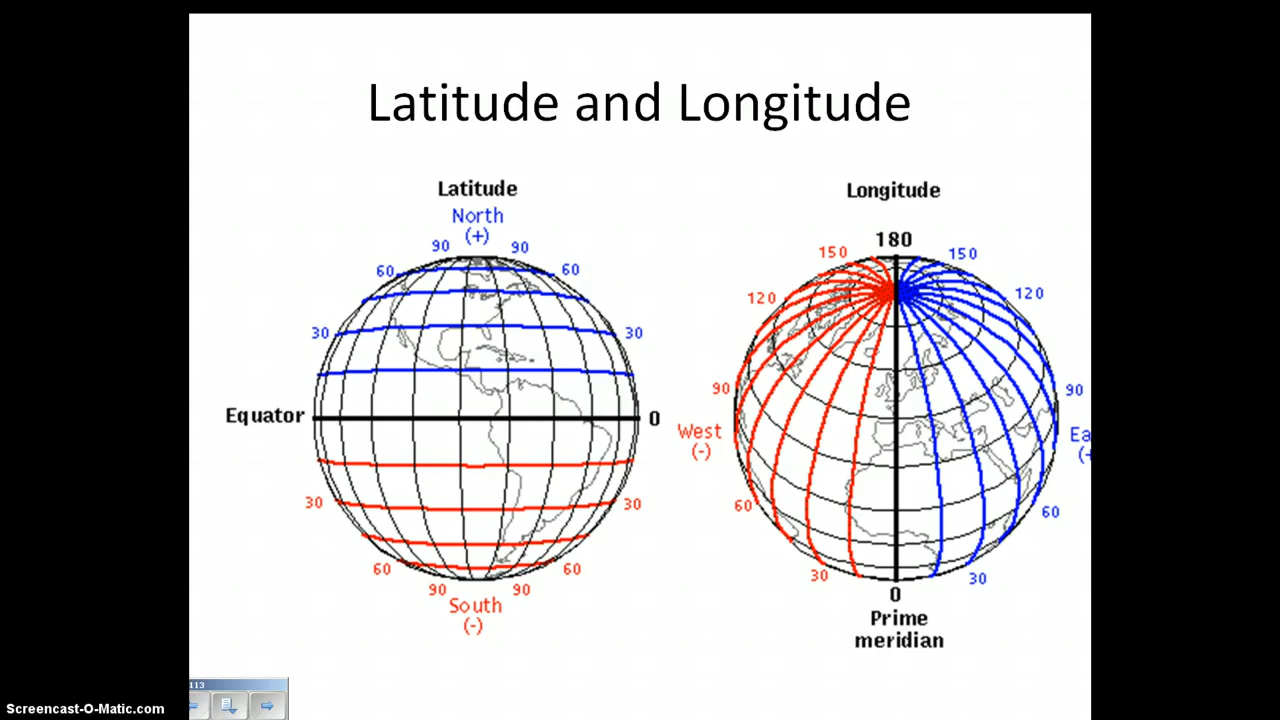 Latitude and Longitude
Latitude
North
(+)
90 90
60 60
30 30
Equator 0
30 30
60 60
90 90
South
(-)
Longitude
180
150 150
120 120
90 90
West Ea
(-) (+
60 60
30 30
0
Prime
meridian
113
Screencast-O-Matic.com